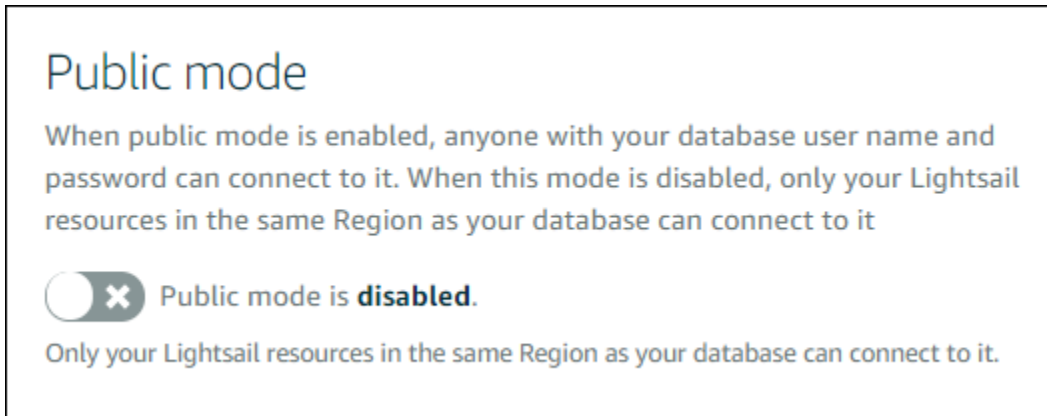 Public mode
When public mode is enabled, anyone with your database user name and
password can connect to it. When this mode is disabled, only your Lightsail
resources in the same Region as your database can connect to it
Public mode is disabled.
Only your Lightsail resources in the same Region as your database can connect to it.